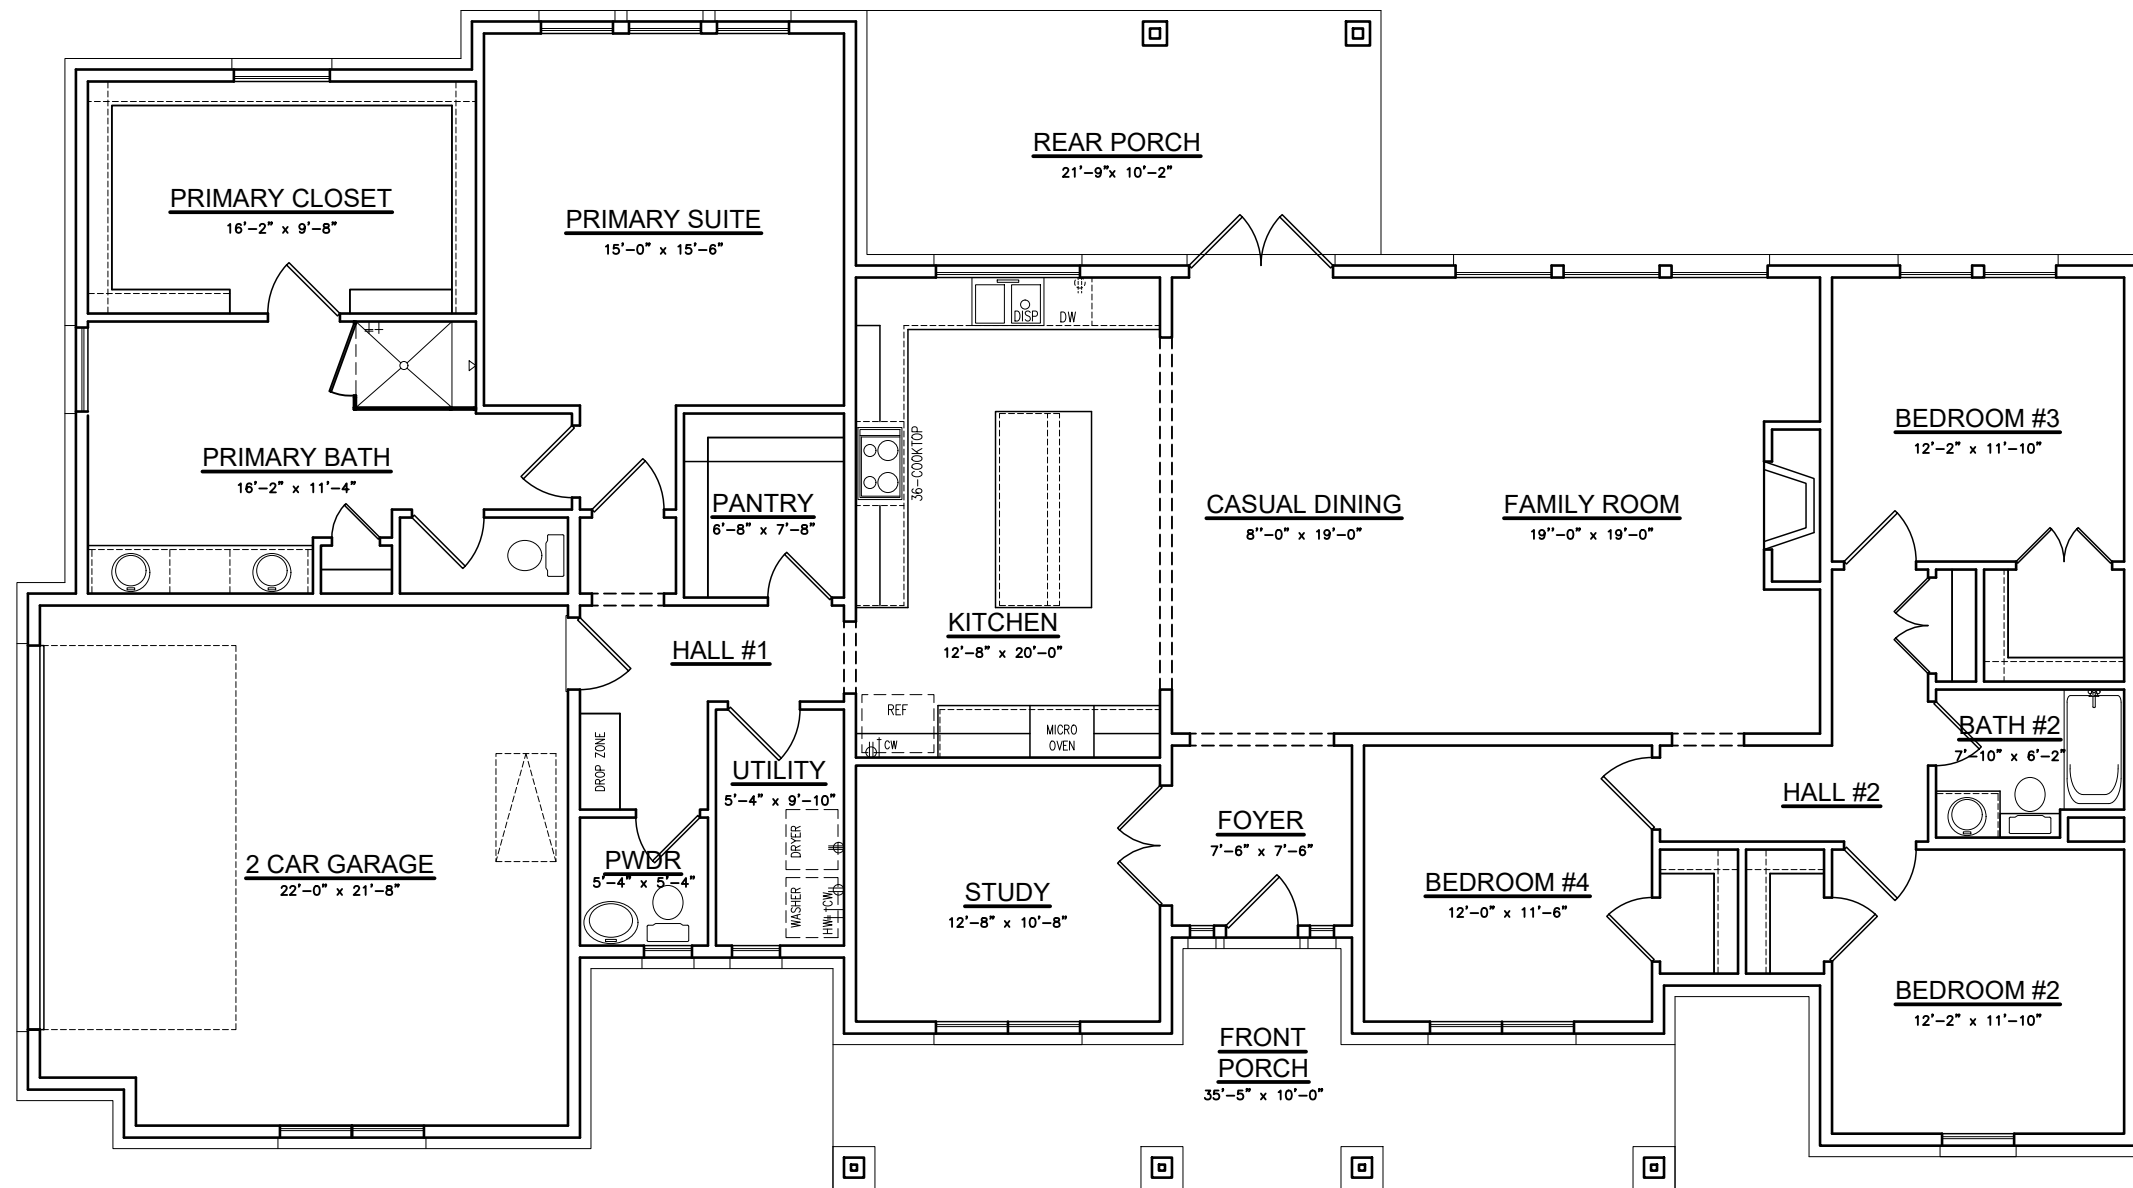 REAR PORCH
21'-9"x 10'-2"
PRIMARY CLOSET
16'-2" x 9'-8"
PRIMARY SUITE
15'-0" x 15'-6"
DISP
DW
36-COOKTOP
PRIMARY BATH
16'-2" x 11'-4"
PANTRY
6'-8" x 7'-8"
CASUAL DINING
8"-0" x 19'-0"
FAMILY ROOM
19"-0" x 19'-0"
BEDROOM #3
12'-2" x 11'-10"
KITCHEN
12'-8" x 20'-0"
HALL #1
REF
CW
MICRO
OVEN
DROP ZONE
UTILITY
5'-4" x 9'-10"
DRYER
WASHER
HW
CW
BATH #2
7'-10" x 6'-2"
HALL #2
FOYER
7'-6" x 7'-6"
2 CAR GARAGE
22'-0" x 21'-8"
PWDR
5'-4" x 5'-4"
STUDY
12'-8" x 10'-8"
BEDROOM #4
12'-0" x 11'-6"
BEDROOM #2
12'-2" x 11'-10"
FRONT
PORCH
35'-5" x 10'-0"